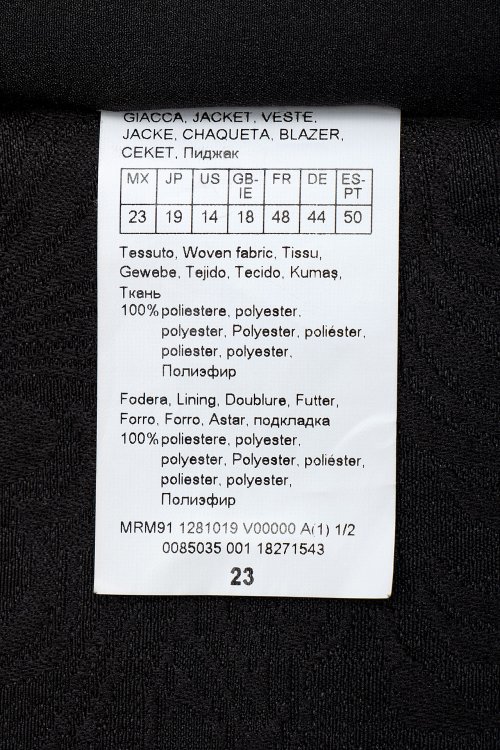 GIACCA, JACKET, VESTE,
JACKE, CHAQUETA, BLAZER,
CEKET, Пиджак
MX JP US GB-IE FR DE ES-PT
23 19 14 18 48 44 50
Tessuto, Woven fabric, Tissu,
Gewebe, Tejido, Tecido, Kumaş,
Ткань
100% poliestere, polyester,
polyester, Polyester, poliéster,
poliester, polyester,
Полиэфир
Fodera, Lining, Doublure, Futter,
Forro, Forro, Astar, подкладка
100% poliestere, polyester,
polyester, Polyester, poliéster,
poliester, polyester,
Полиэфир
MRM91 1281019 V00000 A(1) 1/2
0085035 001 18271543
23